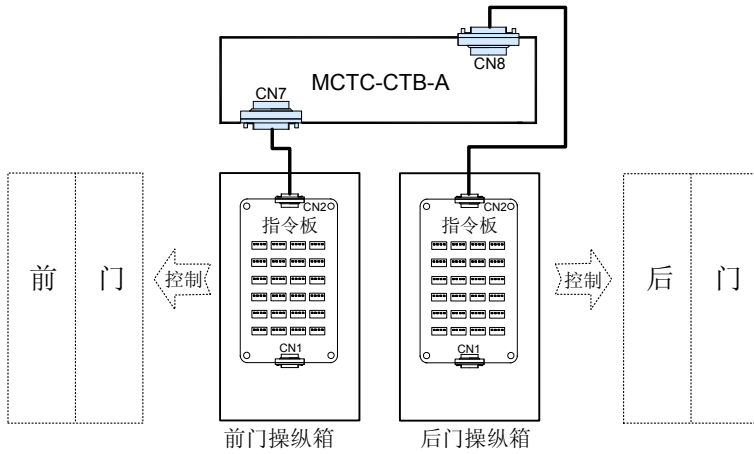 CN8
MCTC-CTB-A
CN7
CN2
指令板
CN1
CN2
指令板
CN1
前 门
控制
控制
后 门
前门操纵箱
后门操纵箱